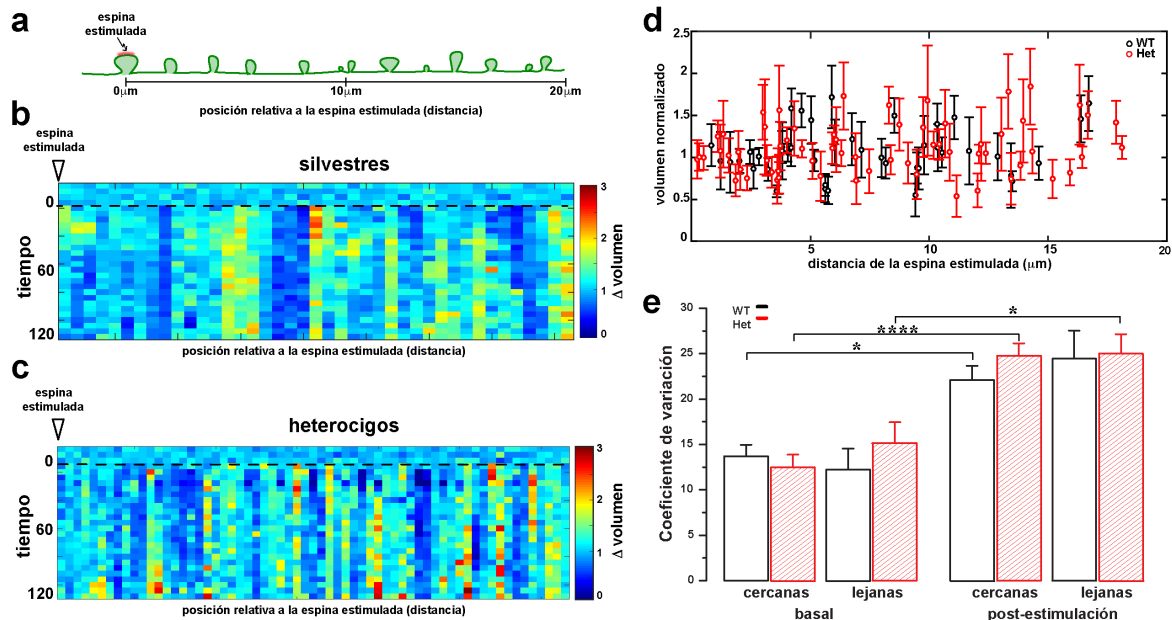 a
espina
estimulada
0μm
10μm
20μm
posición relativa a la espina estimulada (distancia)
b
espina
estimulada
silvestres
0
60
120
tiempo
3
2
1
0
Δ volumen
posición relativa a la espina estimulada (distancia)
c
espina
estimulada
heterocigos
0
60
120
tiempo
3
2
1
0
Δ volumen
posición relativa a la espina estimulada (distancia)
d
2.5
2
1.5
1
0.5
0
volumen normalizado
WT
Het
5
10
15
20
distancia de la espina estimulada (μm)
e
30
25
20
15
10
5
0
Coeficiente de variación
WT
Het
*
****
*
cercanas
lejanas
cercanas
lejanas
basal
post-estimulación